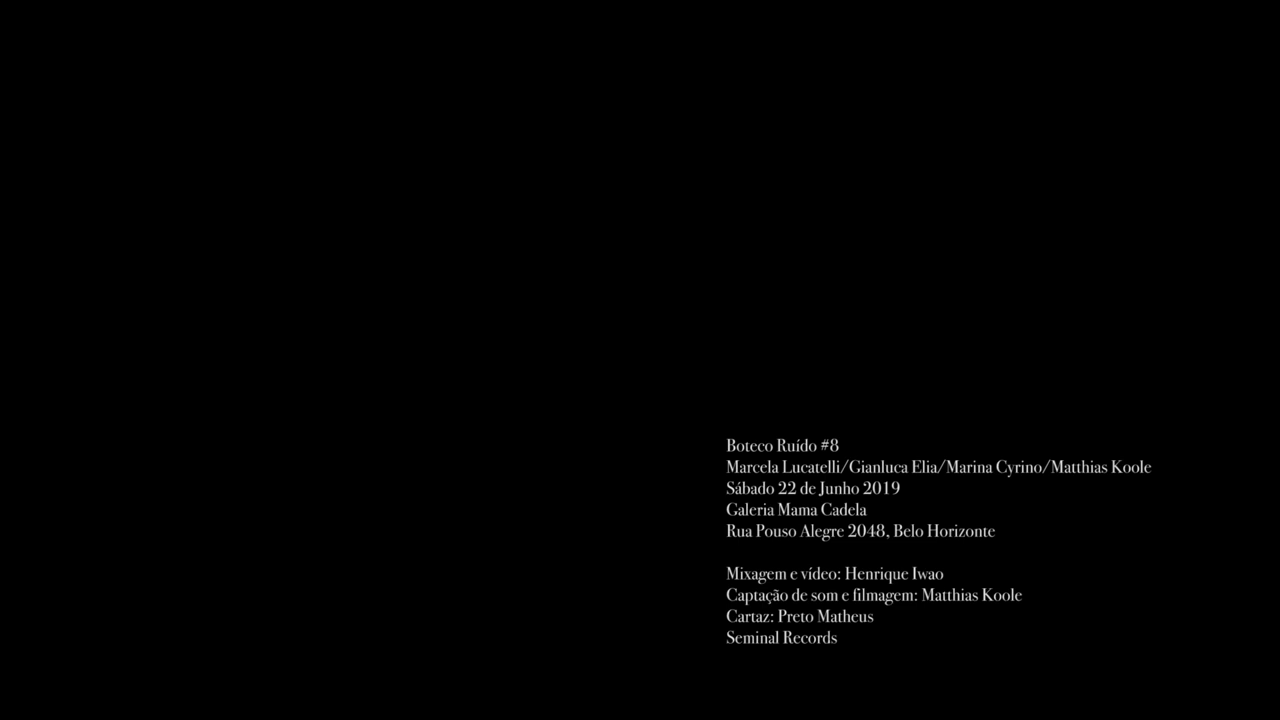 Boteco Ruído #8
Marcela Lucatelli/Gianluca Elia/Marina Cyrino/Matthias Koole
Sábado 22 de Junho 2019
Galeria Mama Cadela
Rua Pouso Alegre 2048, Belo Horizonte
Mixagem e vídeo: Henrique Iwao
Captação de som e filmagem: Matthias Koole
Cartaz: Preto Matheus
Seminal Records